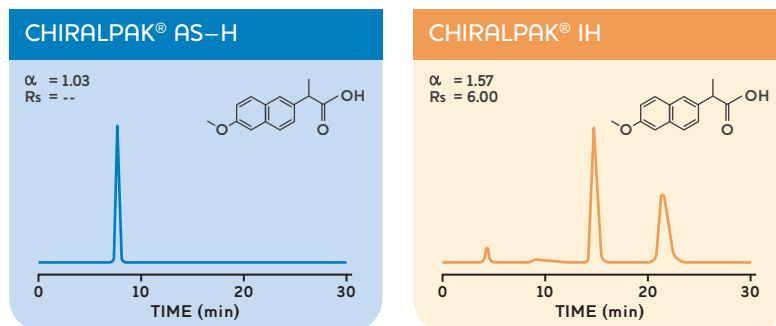 CHIRALPAK® AS–H
α = 1.03
Rs = --
OH
O
O
0 10 20 30
TIME (min)
CHIRALPAK® IH
α = 1.57
Rs = 6.00
OH
O
O
0 10 20 30
TIME (min)